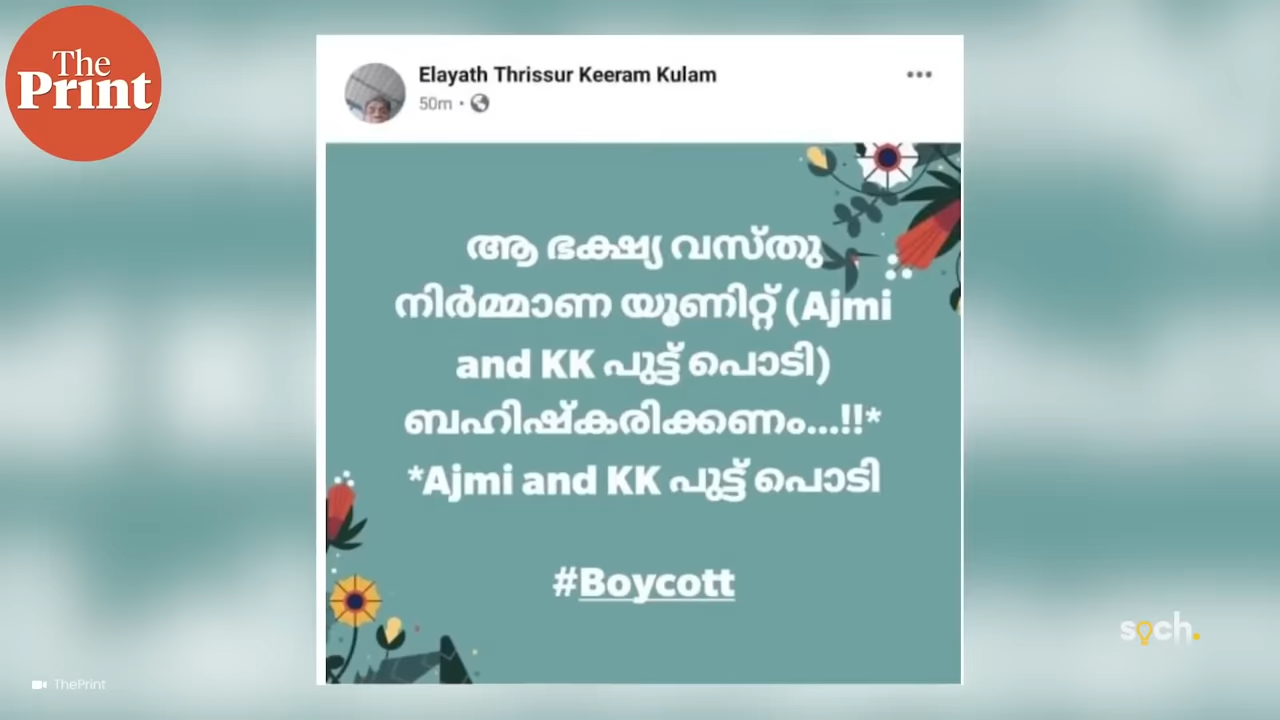 The
Print
Elayath Thrissur Keeram Kulam
50m
ആ ഭക്ഷ്യ വസ്തു
നിർമ്മാണ യൂണിറ്റ് (Ajmi
and KK പുട്ട് പൊടി)
ബഹിഷ്കരിക്കണം...!!*
*Ajmi and KK പുട്ട് പൊടി
#Boycott
soch.
ThePrint